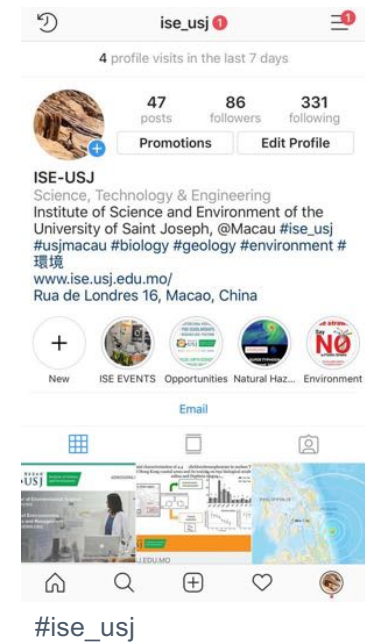 ise_usj 1
1
4 profile visits in the last 7 days
47 86 331
posts followers following
Promotions Edit Profile
ISE-USJ
Science, Technology & Engineering
Institute of Science and Environment of the
University of Saint Joseph, @Macau #ise_usj
#usjmacau #biology #geology #environment #
環境
www.ise.usj.edu.mo/
Rua de Londres 16, Macao, China
NO
New ISE EVENTS Opportunities Natural Haz... Environment
Email
USJ
#ise_usj